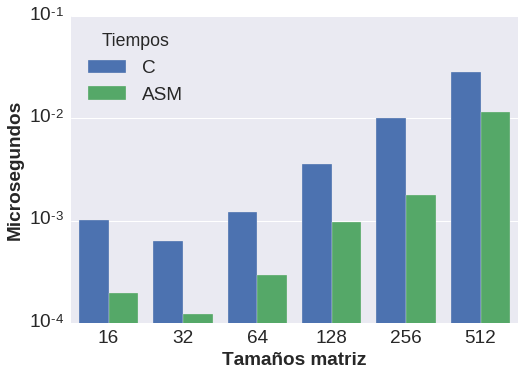 10⁻¹
10⁻²
10⁻³
10⁻⁴
Microsegundos
Tiempos
C
ASM
16 32 64 128 256 512
Tamaños matriz